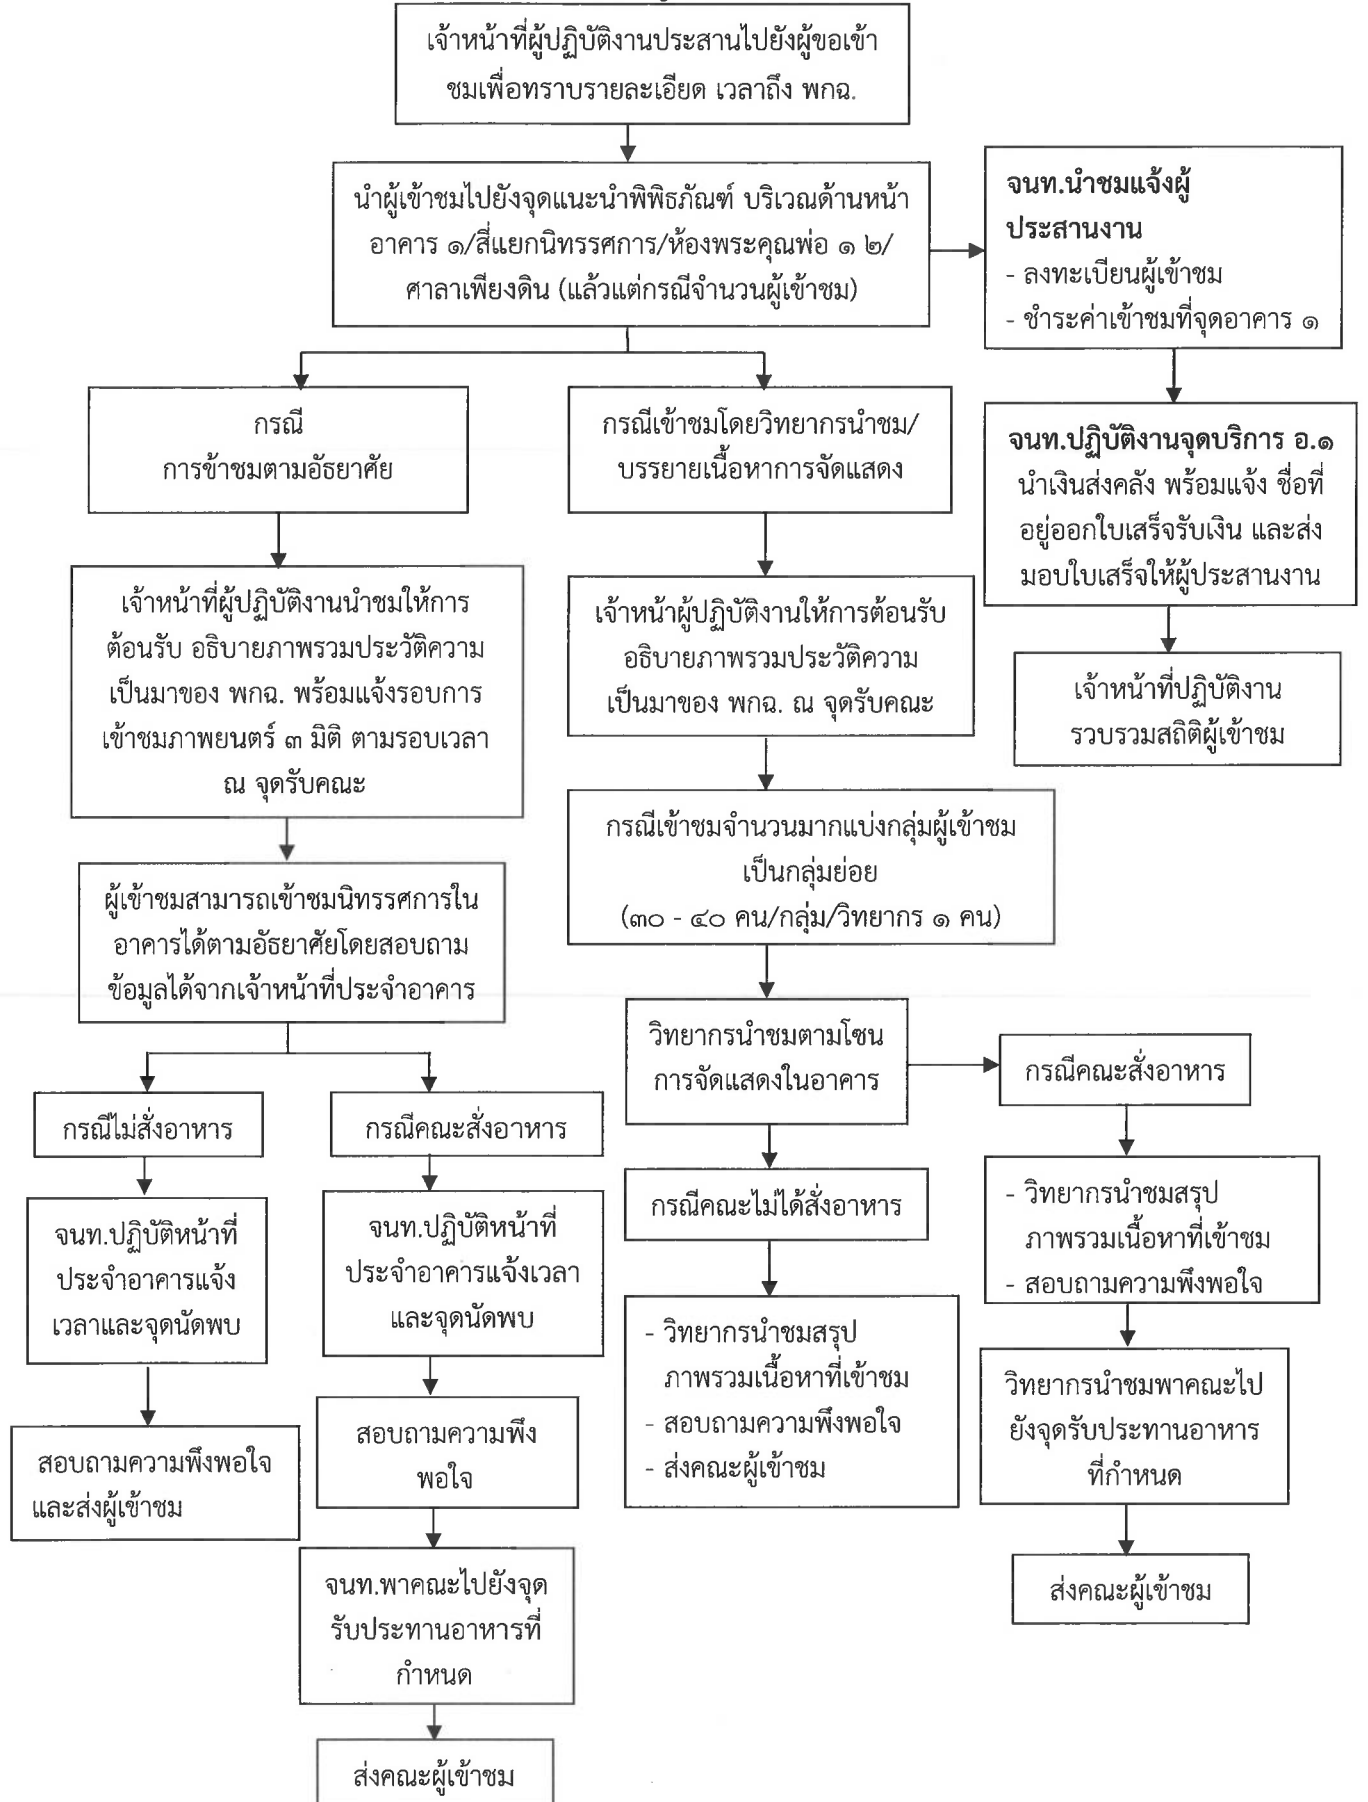 เจ้าหน้าที่ผู้ปฏิบัติงานประสานไปยังผู้ขอเข้า
ชมเพื่อทราบรายละเอียด เวลาถึง พกฉ.
นำผู้เข้าชมไปยังจุดแนะนำพิพิธภัณฑ์ บริเวณด้านหน้า
อาคาร ๑/สี่แยกนิทรรศการ/ห้องพระคุณพ่อ ๑ ๒/
ศาลาเพียงดิน (แล้วแต่กรณีจำนวนผู้เข้าชม)
จนท.นำชมแจ้งผู้
ประสานงาน
- ลงทะเบียนผู้เข้าชม
- ชำระค่าเข้าชมที่จุดอาคาร ๑
จนท.ปฏิบัติงานจุดบริการ อ.๑
นำเงินส่งคลัง พร้อมแจ้ง ชื่อที่
อยู่ออกใบเสร็จรับเงิน และส่ง
มอบใบเสร็จให้ผู้ประสานงาน
เจ้าหน้าที่ปฏิบัติงาน
รวบรวมสถิติผู้เข้าชม
กรณี
การข้าชมตามอัธยาศัย
เจ้าหน้าที่ผู้ปฏิบัติงานนำชมให้การ
ต้อนรับ อธิบายภาพรวมประวัติความ
เป็นมาของ พกฉ. พร้อมแจ้งรอบการ
เข้าชมภาพยนตร์ ๓ มิติ ตามรอบเวลา
ณ จุดรับคณะ
ผู้เข้าชมสามารถเข้าชมนิทรรศการใน
อาคารได้ตามอัธยาศัยโดยสอบถาม
ข้อมูลได้จากเจ้าหน้าที่ประจำอาคาร
กรณีไม่สั่งอาหาร
จนท.ปฏิบัติหน้าที่
ประจำอาคารแจ้ง
เวลาและจุดนัดพบ
สอบถามความพึงพอใจ
และส่งผู้เข้าชม
กรณีคณะสั่งอาหาร
จนท.ปฏิบัติหน้าที่
ประจำอาคารแจ้งเวลา
และจุดนัดพบ
สอบถามความพึง
พอใจ
จนท.พาคณะไปยังจุด
รับประทานอาหารที่
กำหนด
ส่งคณะผู้เข้าชม
กรณีเข้าชมโดยวิทยากรนำชม/
บรรยายเนื้อหาการจัดแสดง
เจ้าหน้าผู้ปฏิบัติงานให้การต้อนรับ
อธิบายภาพรวมประวัติความ
เป็นมาของ พกฉ. ณ จุดรับคณะ
กรณีเข้าชมจำนวนมากแบ่งกลุ่มผู้เข้าชม
เป็นกลุ่มย่อย
(๓๐ - ๔๐ คน/กลุ่ม/วิทยากร ๑ คน)
วิทยากรนำชมตามโซน
การจัดแสดงในอาคาร
กรณีคณะไม่ได้สั่งอาหาร
- วิทยากรนำชมสรุป
ภาพรวมเนื้อหาที่เข้าชม
- สอบถามความพึงพอใจ
- ส่งคณะผู้เข้าชม
กรณีคณะสั่งอาหาร
- วิทยากรนำชมสรุป
ภาพรวมเนื้อหาที่เข้าชม
- สอบถามความพึงพอใจ
วิทยากรนำชมพาคณะไป
ยังจุดรับประทานอาหาร
ที่กำหนด
ส่งคณะผู้เข้าชม